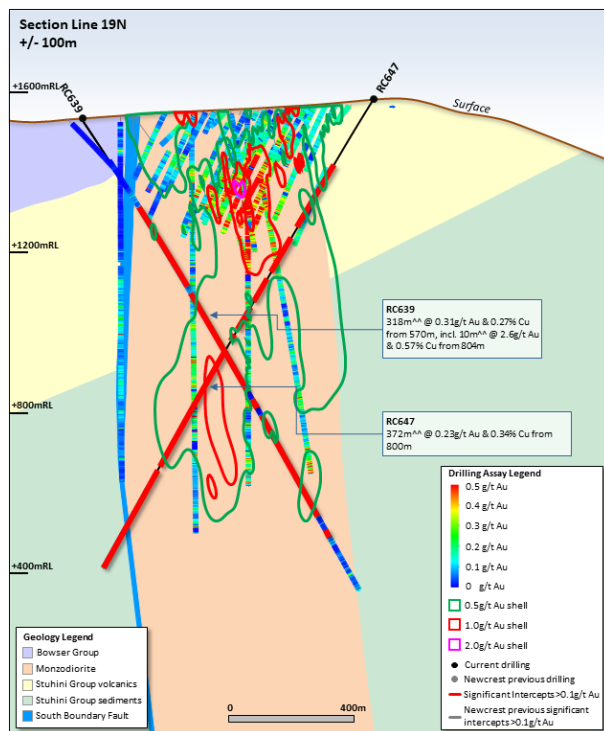 Section Line 19N
+/- 100m
RC639
RC647
Surface
+1600mRL
+1200mRL
+800mRL
+400mRL
RC639
318m^^ @ 0.31g/t Au & 0.27% Cu
from 570m, incl. 10m^^ @ 2.6g/t Au
& 0.57% Cu from 804m
RC647
372m^^ @ 0.23g/t Au & 0.34% Cu from
800m
Drilling Assay Legend
0.5 g/t Au
0.4 g/t Au
0.3 g/t Au
0.2 g/t Au
0.1 g/t Au
0 g/t Au
0.5g/t Au shell
1.0g/t Au shell
2.0g/t Au shell
Current drilling
Newcrest previous drilling
Significant Intercepts >0.1g/t Au
Newcrest previous significant
intercepts >0.1g/t Au
Geology Legend
Bowser Group
Monzodiorite
Stuhini Group volcanics
Stuhini Group sediments
South Boundary Fault
0
400m